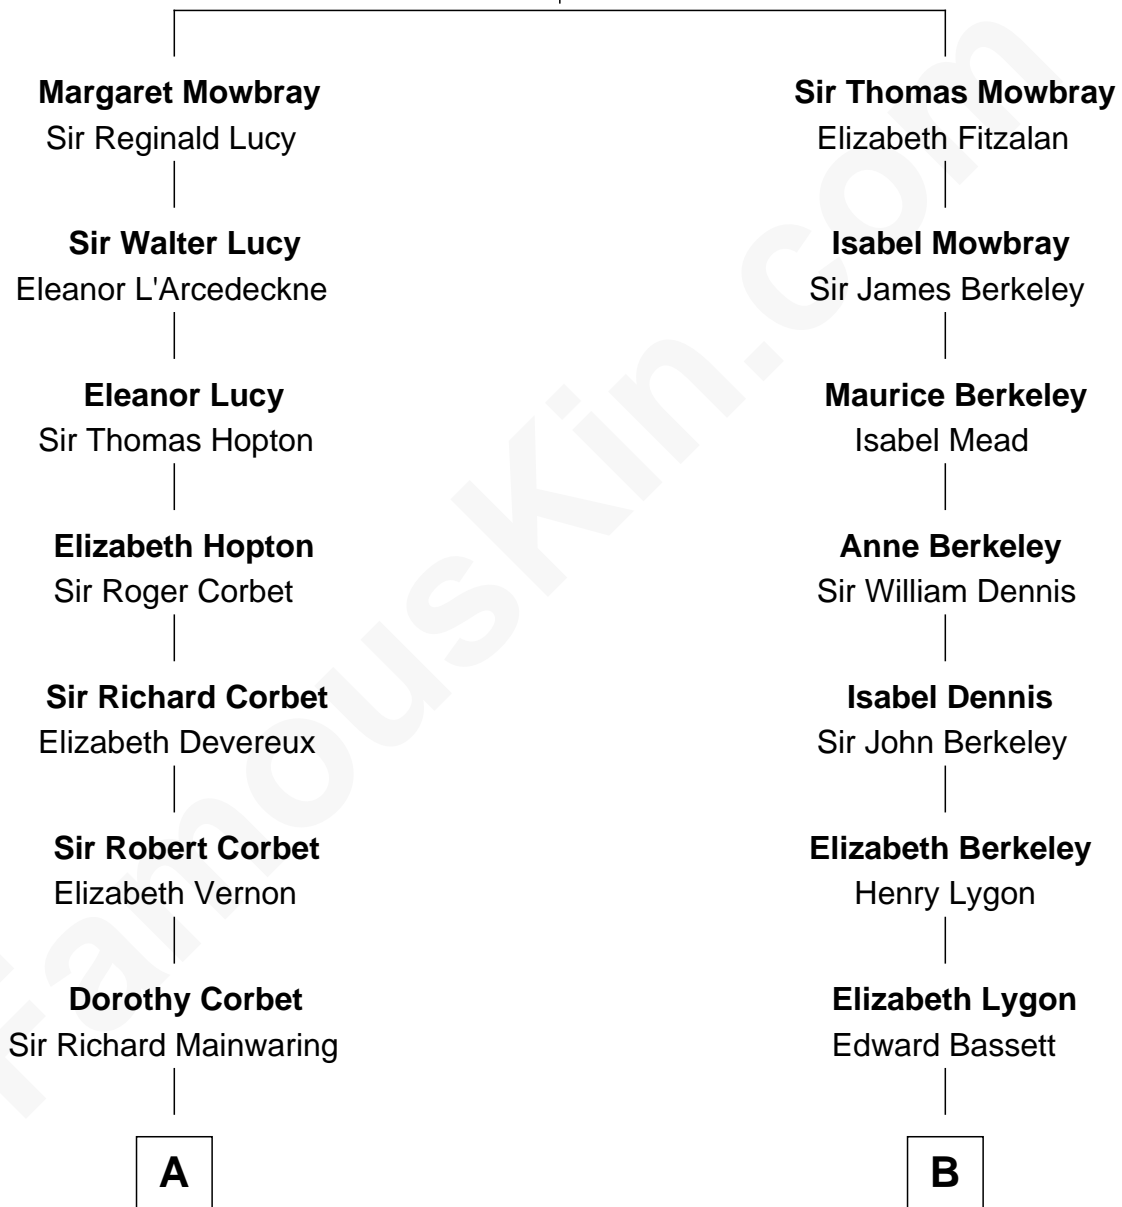 Margaret Mowbray
Sir Reginald Lucy
Sir Walter Lucy
Eleanor L'Arcedeckne
Eleanor Lucy
Sir Thomas Hopton
Elizabeth Hopton
Sir Roger Corbet
Sir Richard Corbet
Elizabeth Devereux
Sir Robert Corbet
Elizabeth Vernon
Dorothy Corbet
Sir Richard Mainwaring
A
Sir Thomas Mowbray
Elizabeth Fitzalan
Isabel Mowbray
Sir James Berkeley
Maurice Berkeley
Isabel Mead
Anne Berkeley
Sir William Dennis
Isabel Dennis
Sir John Berkeley
Elizabeth Berkeley
Henry Lygon
Elizabeth Lygon
Edward Bassett
B
FamousKin.com